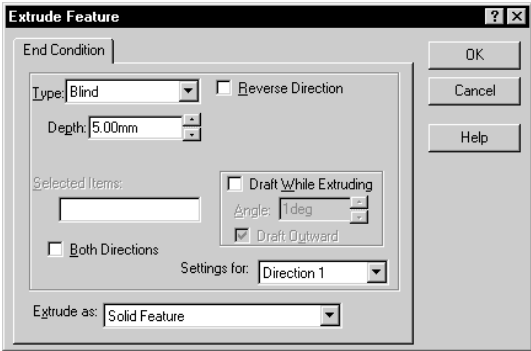 Extrude Feature
End Condition
OK
Type: Blind
Reverse Direction
Cancel
Depth: 5.00mm
Help
Selected Items:
Draft While Extruding
Angle: 1deg
Draft Outward
Both Directions
Settings for: Direction 1
Extrude as: Solid Feature